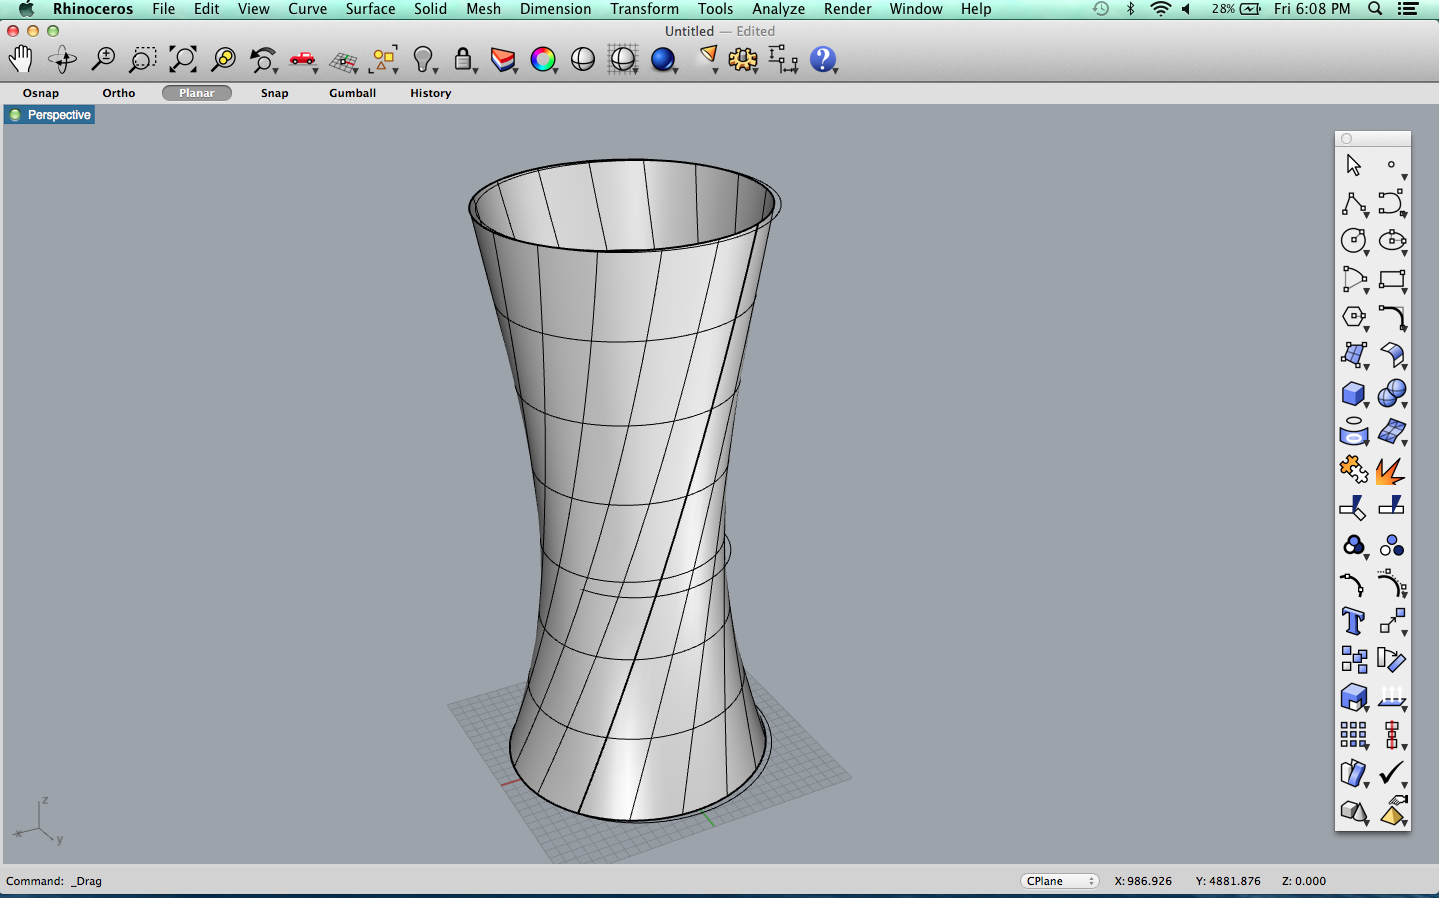 Rhinoceros File Edit View Curve Surface Solid Mesh Dimension Transform Tools Analyze Render Window Help 28% Fri 6:08 PM
Untitled — Edited
?
Osnap Ortho Planar Snap Gumball History
Perspective
T
z
x
y
Command: _Drag CPlane X: 986.926 Y: 4881.876 Z: 0.000